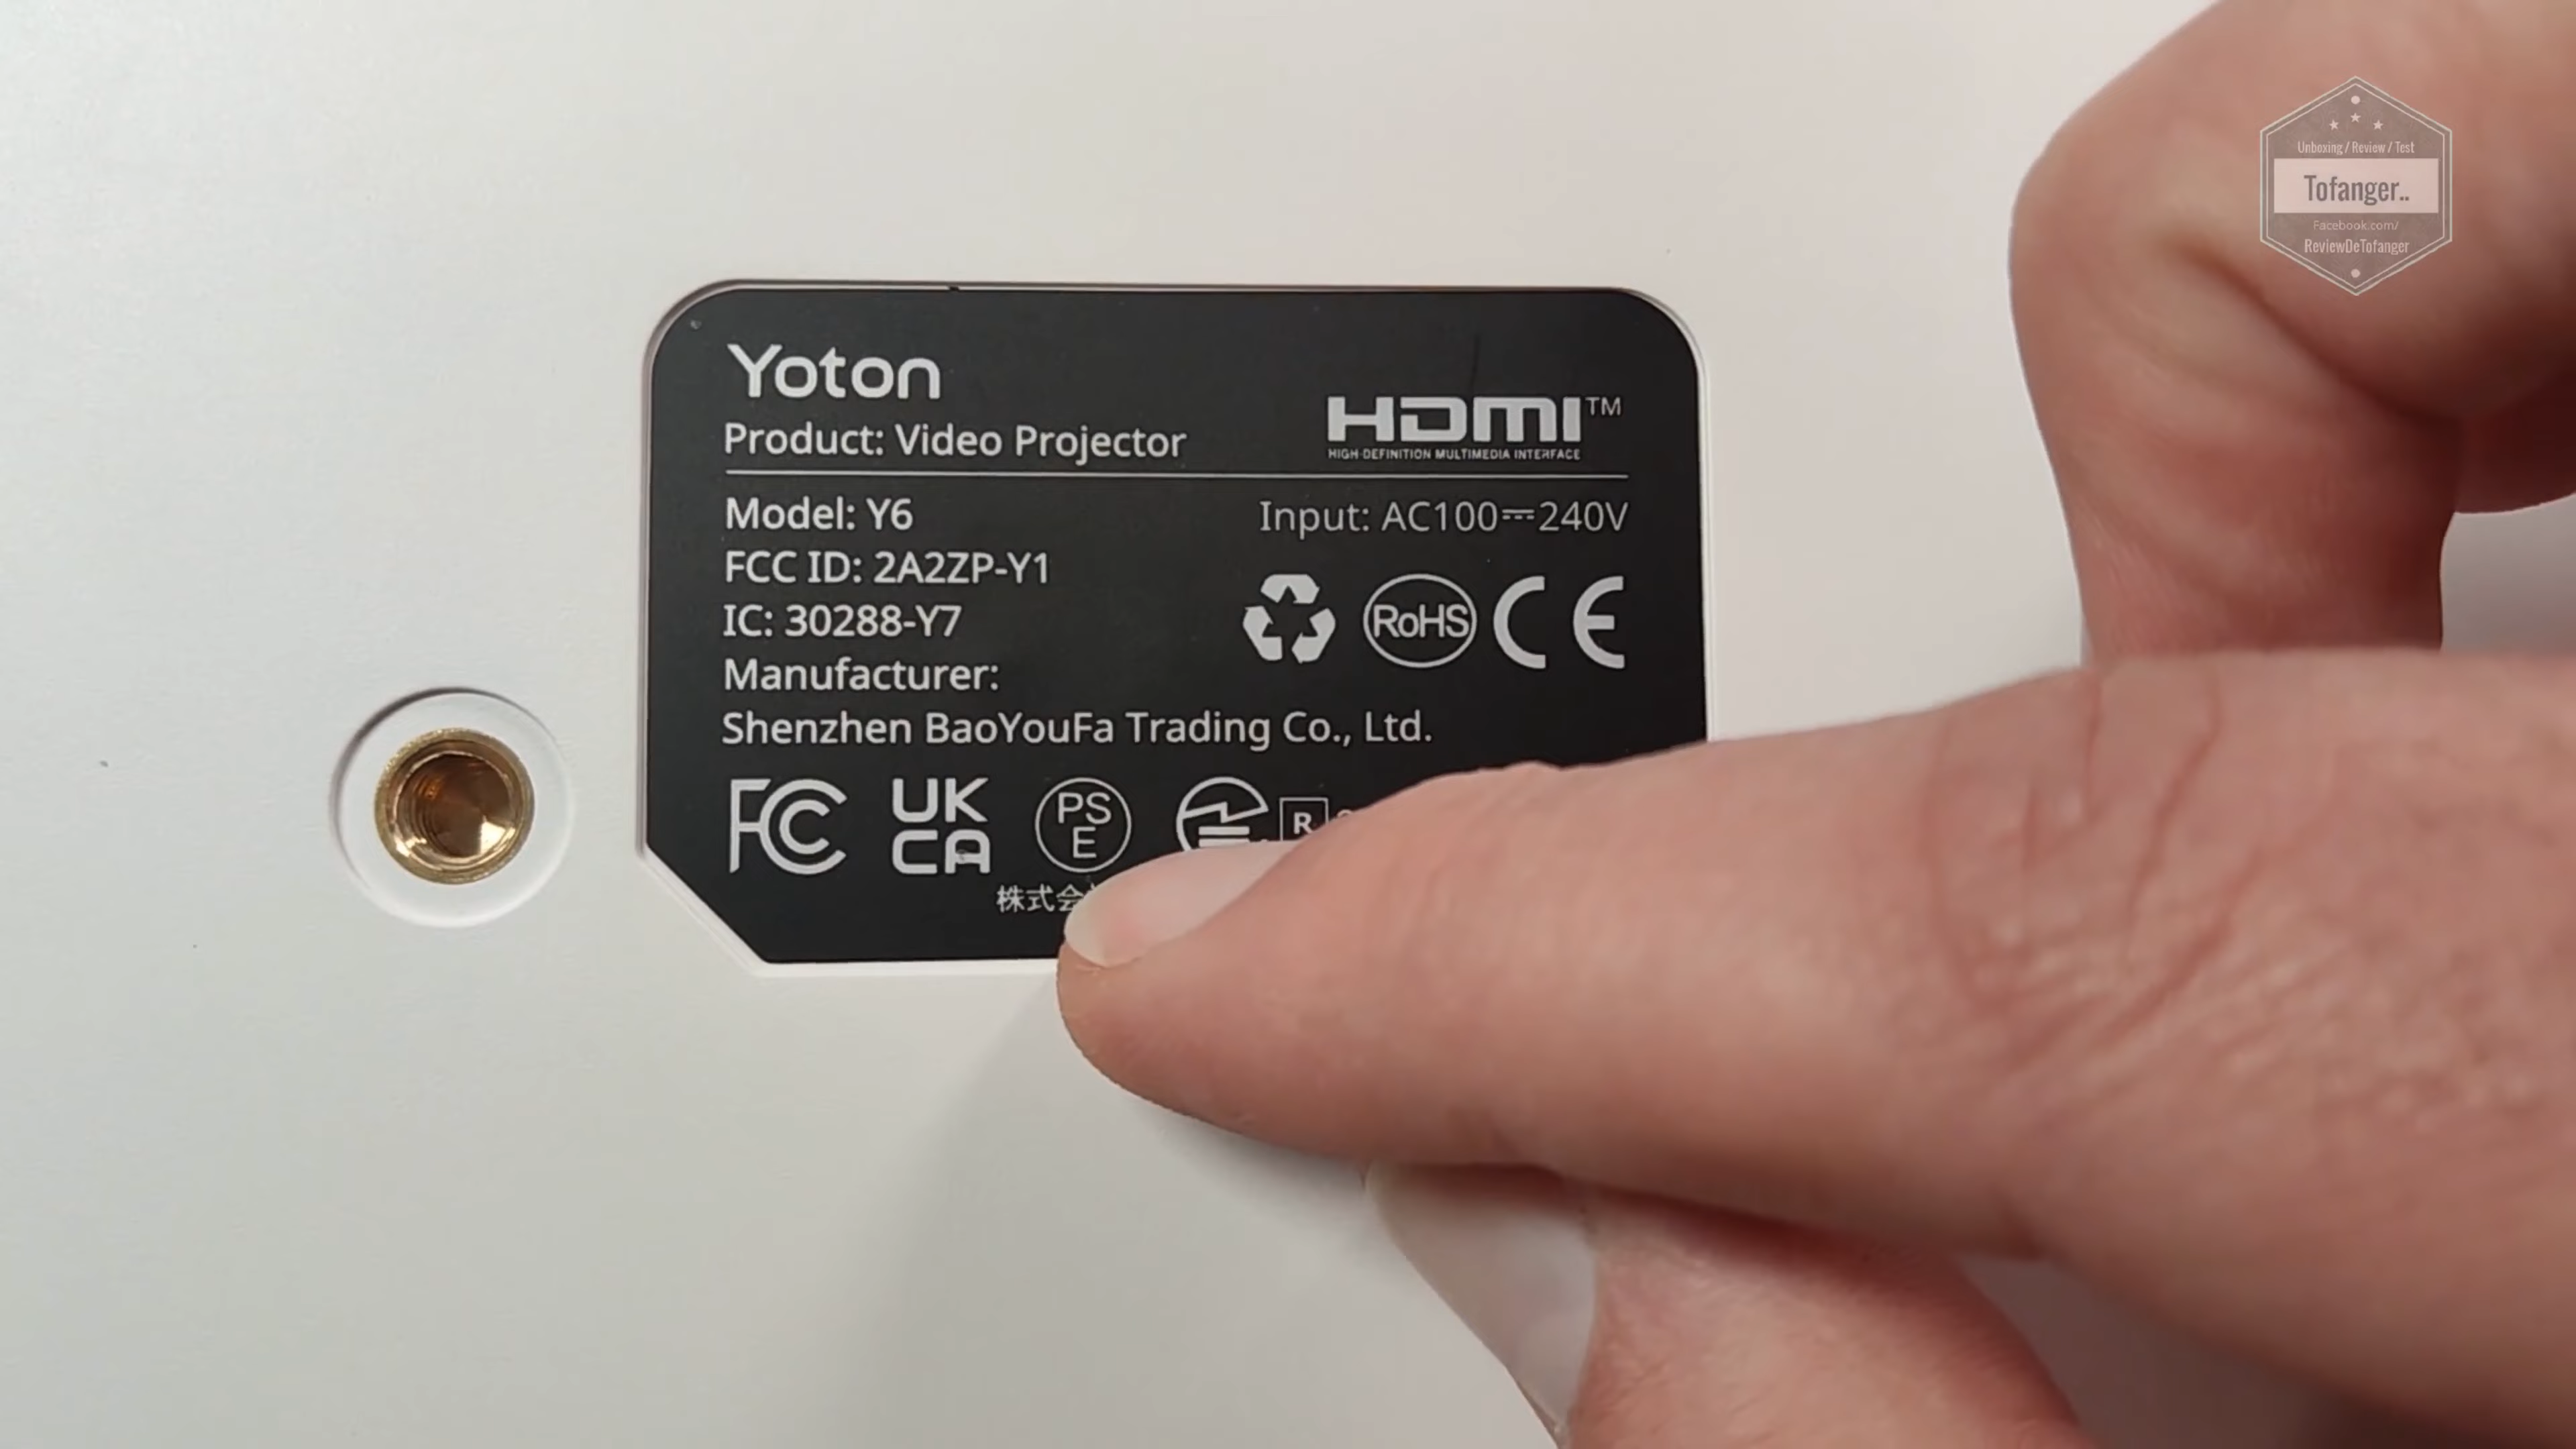 Unboxing / Review / Test
Tofanger..
Facebook.com/
ReviewDeTofanger
Yoton
Product: Video Projector
HDMI™
HIGH-DEFINITION MULTIMEDIA INTERFACE
Model: Y6
Input: AC100⎓240V
FCC ID: 2A2ZP-Y1
IC: 30288-Y7
RoHS CE
Manufacturer:
Shenzhen BaoYouFa Trading Co., Ltd.
FC UK CA PS E R
株式会